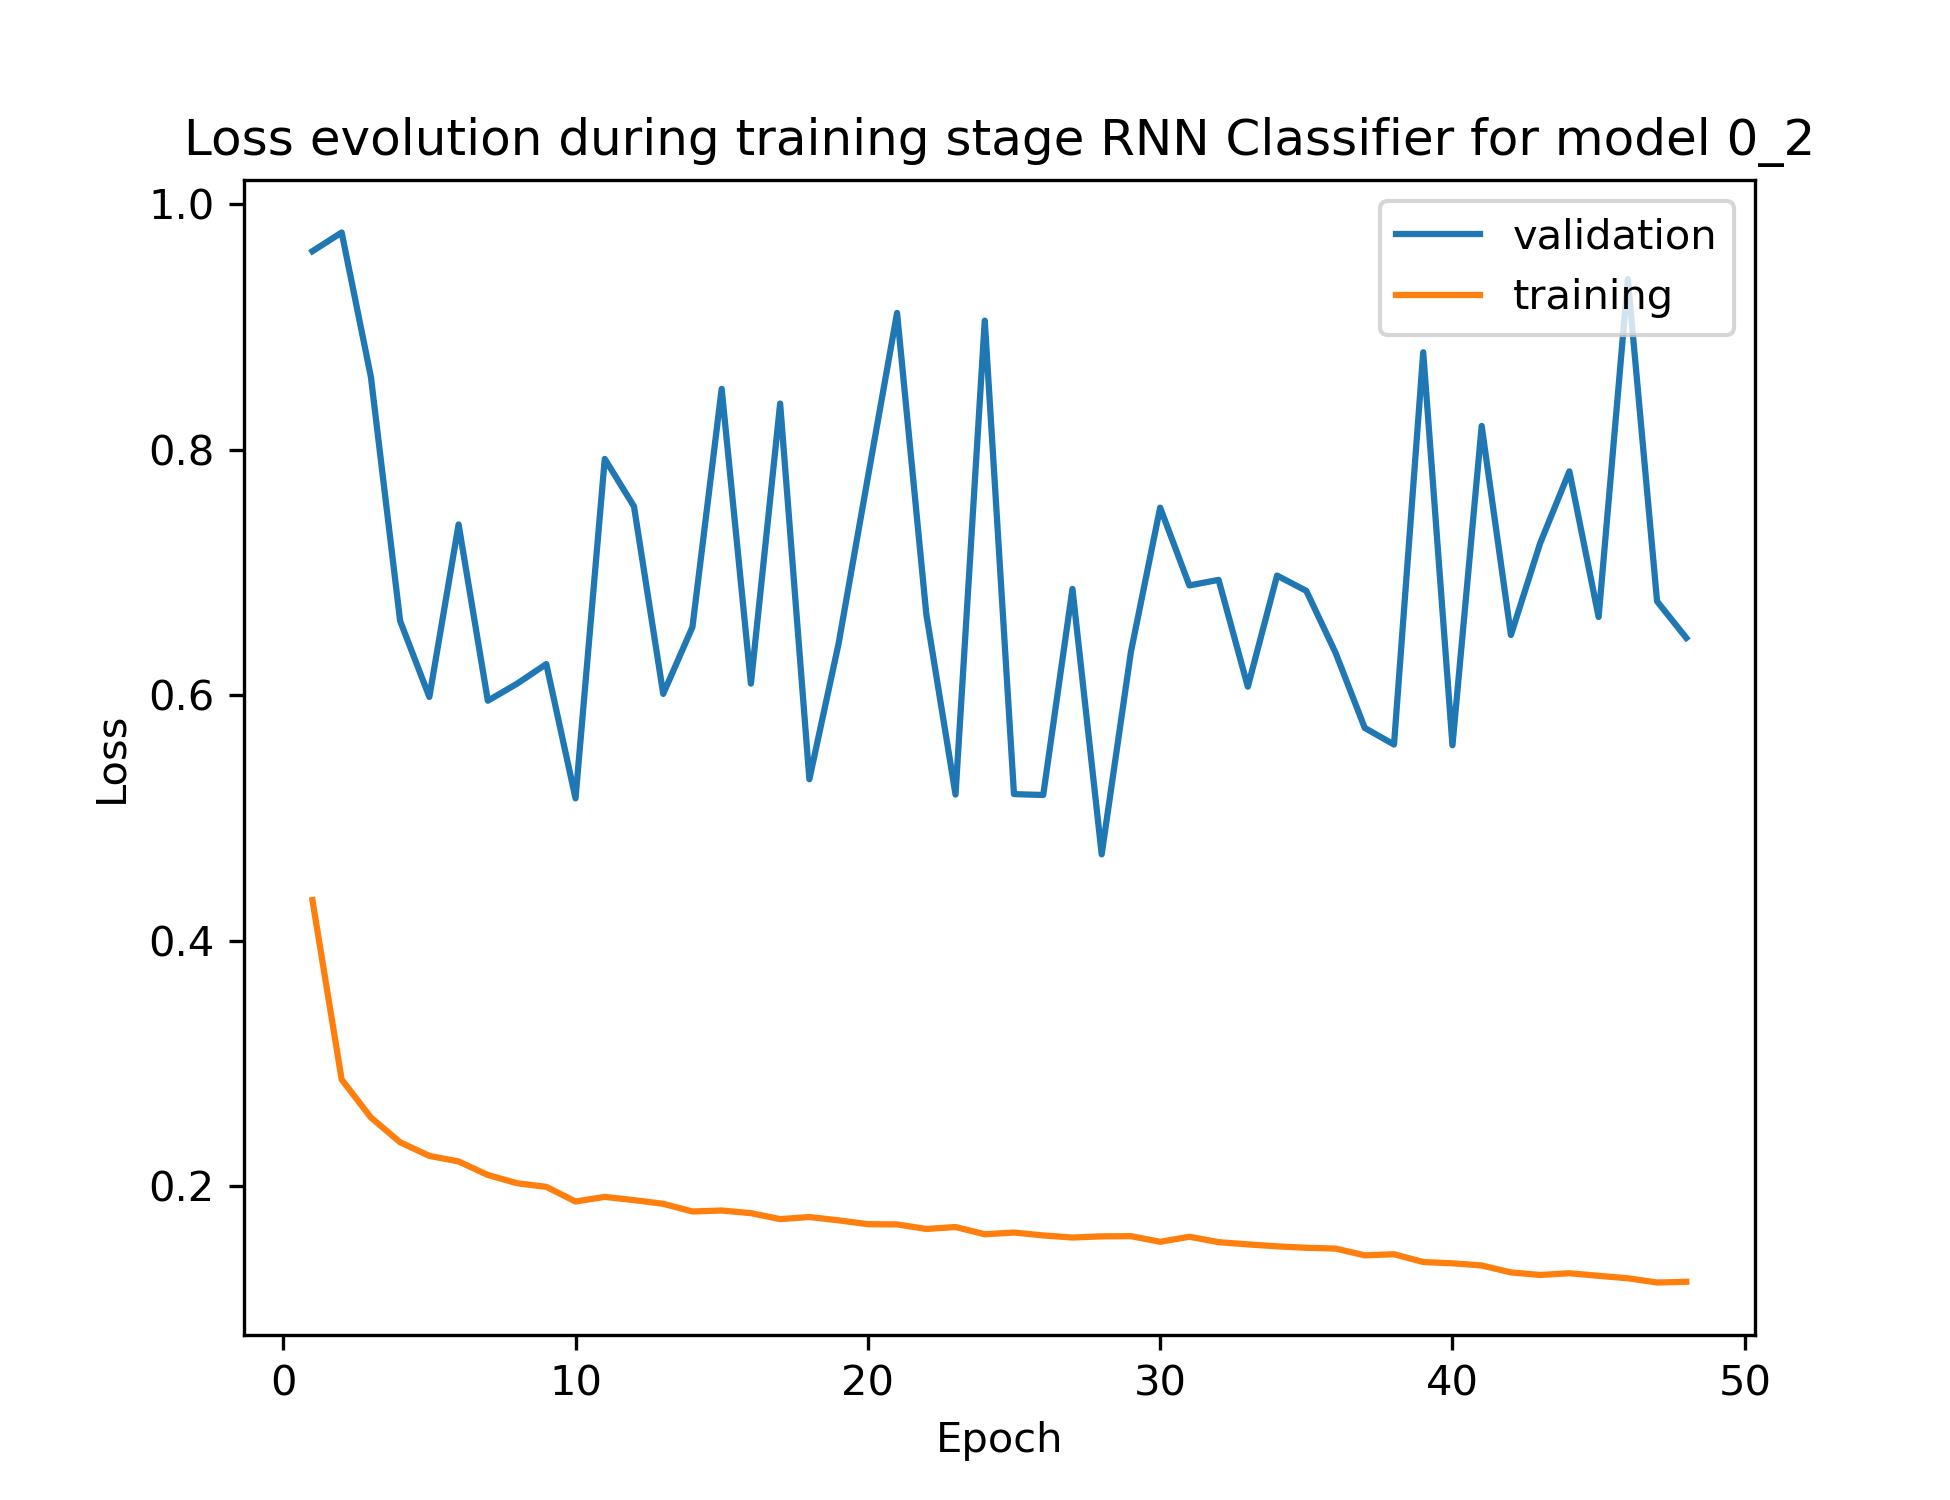 Loss evolution during training stage RNN Classifier for model 0_2
1.0
0.8
0.6
0.4
0.2
Loss
validation
training
0 10 20 30 40 50
Epoch